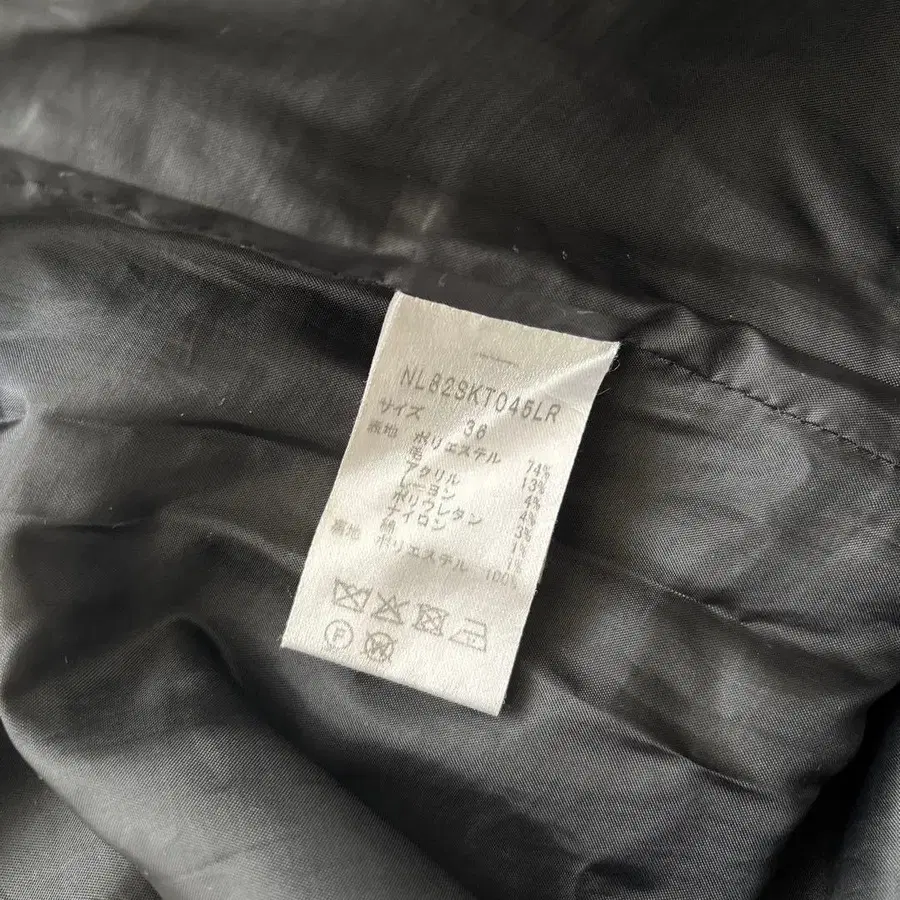 NL82SKT046LR
サイズ 36
表地 ポリエステル 74%
毛 13%
アクリル 4%
レーヨン 4%
ポリウレタン 3%
ナイロン 1%
綿 1%
裏地 ポリエステル 100%
P
W